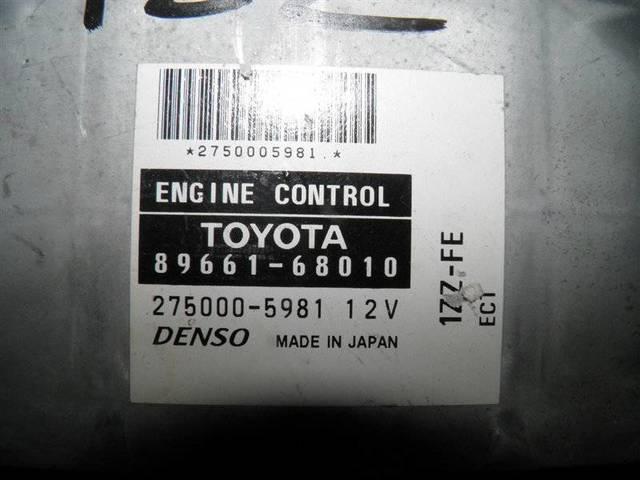 *2750005981.*
ENGINE CONTROL
TOYOTA
89661-68010
275000-5981 12V
DENSO MADE IN JAPAN
1ZZ-FE
ECT